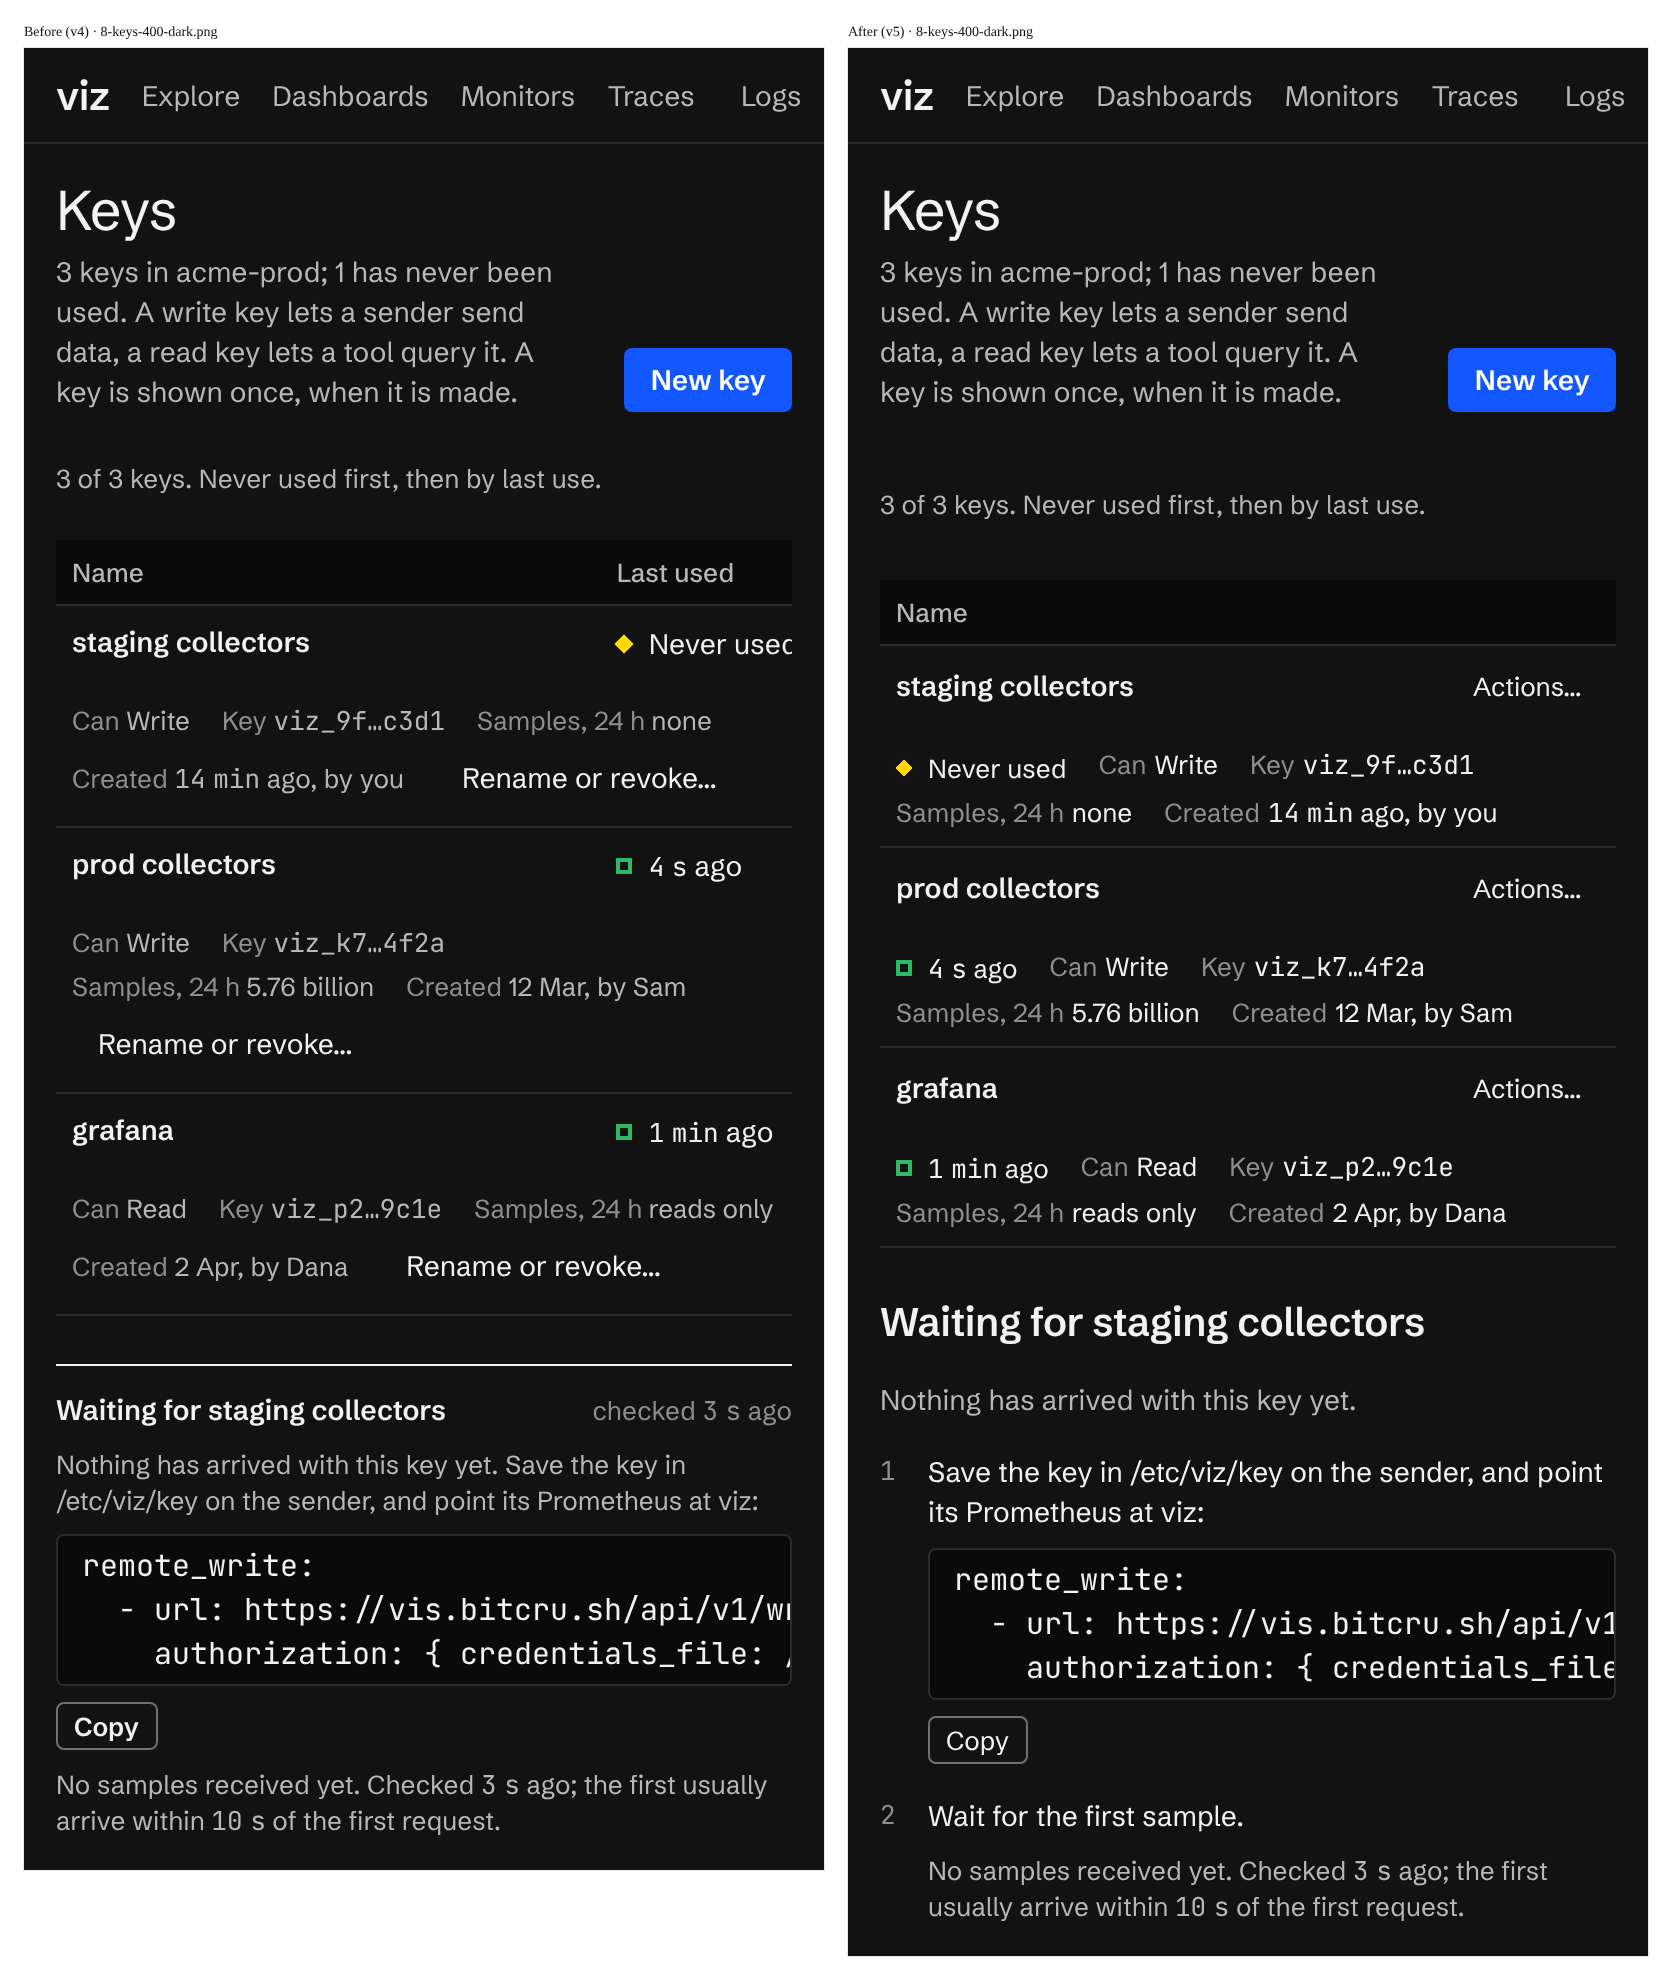 Before (v4) · 8-keys-400-dark.png
viz Explore Dashboards Monitors Traces Logs
Keys
3 keys in acme-prod; 1 has never been
used. A write key lets a sender send
data, a read key lets a tool query it. A
key is shown once, when it is made.
New key
3 of 3 keys. Never used first, then by last use.
Name Last used
staging collectors Never used
Can Write Key viz_9f…c3d1 Samples, 24 h none
Created 14 min ago, by you Rename or revoke…
prod collectors 4 s ago
Can Write Key viz_k7…4f2a
Samples, 24 h 5.76 billion Created 12 Mar, by Sam
Rename or revoke…
grafana 1 min ago
Can Read Key viz_p2…9c1e Samples, 24 h reads only
Created 2 Apr, by Dana Rename or revoke…
Waiting for staging collectors checked 3 s ago
Nothing has arrived with this key yet. Save the key in
/etc/viz/key on the sender, and point its Prometheus at viz:
remote_write:
- url: https://vis.bitcru.sh/api/v1/wr
authorization: { credentials_file: /
Copy
No samples received yet. Checked 3 s ago; the first usually
arrive within 10 s of the first request.
After (v5) · 8-keys-400-dark.png
viz Explore Dashboards Monitors Traces Logs
Keys
3 keys in acme-prod; 1 has never been
used. A write key lets a sender send
data, a read key lets a tool query it. A
key is shown once, when it is made.
New key
3 of 3 keys. Never used first, then by last use.
Name
staging collectors Actions…
Never used Can Write Key viz_9f…c3d1
Samples, 24 h none Created 14 min ago, by you
prod collectors Actions…
4 s ago Can Write Key viz_k7…4f2a
Samples, 24 h 5.76 billion Created 12 Mar, by Sam
grafana Actions…
1 min ago Can Read Key viz_p2…9c1e
Samples, 24 h reads only Created 2 Apr, by Dana
Waiting for staging collectors
Nothing has arrived with this key yet.
1 Save the key in /etc/viz/key on the sender, and point
its Prometheus at viz:
remote_write:
- url: https://vis.bitcru.sh/api/v1
authorization: { credentials_file
Copy
2 Wait for the first sample.
No samples received yet. Checked 3 s ago; the first
usually arrive within 10 s of the first request.